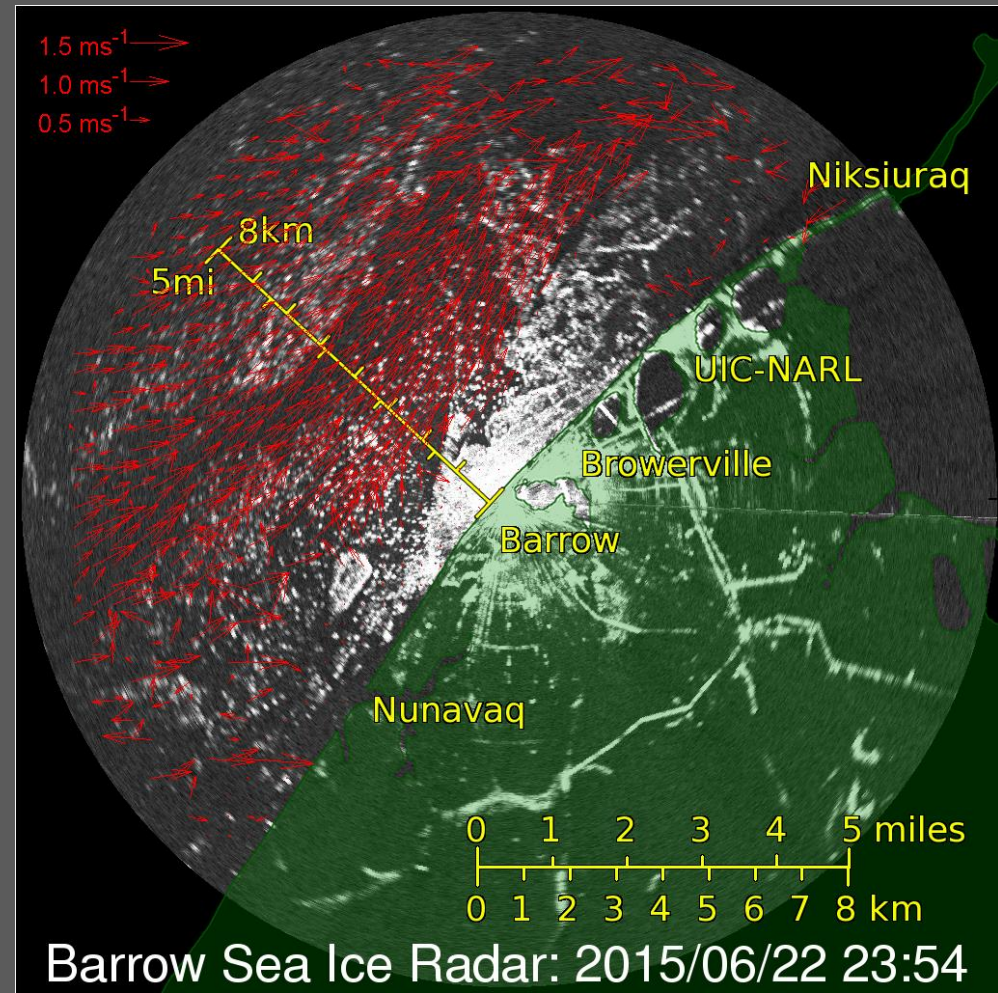 1.5 ms-1
1.0 ms-1
0.5 ms-1
Niksiuraq
8km
5mi
UIC-NARL
Browerville
Barrow
Nunavaq
0 1 2 3 4 5 miles
0 1 2 3 4 5 6 7 8 km
Barrow Sea Ice Radar: 2015/06/22 23:54